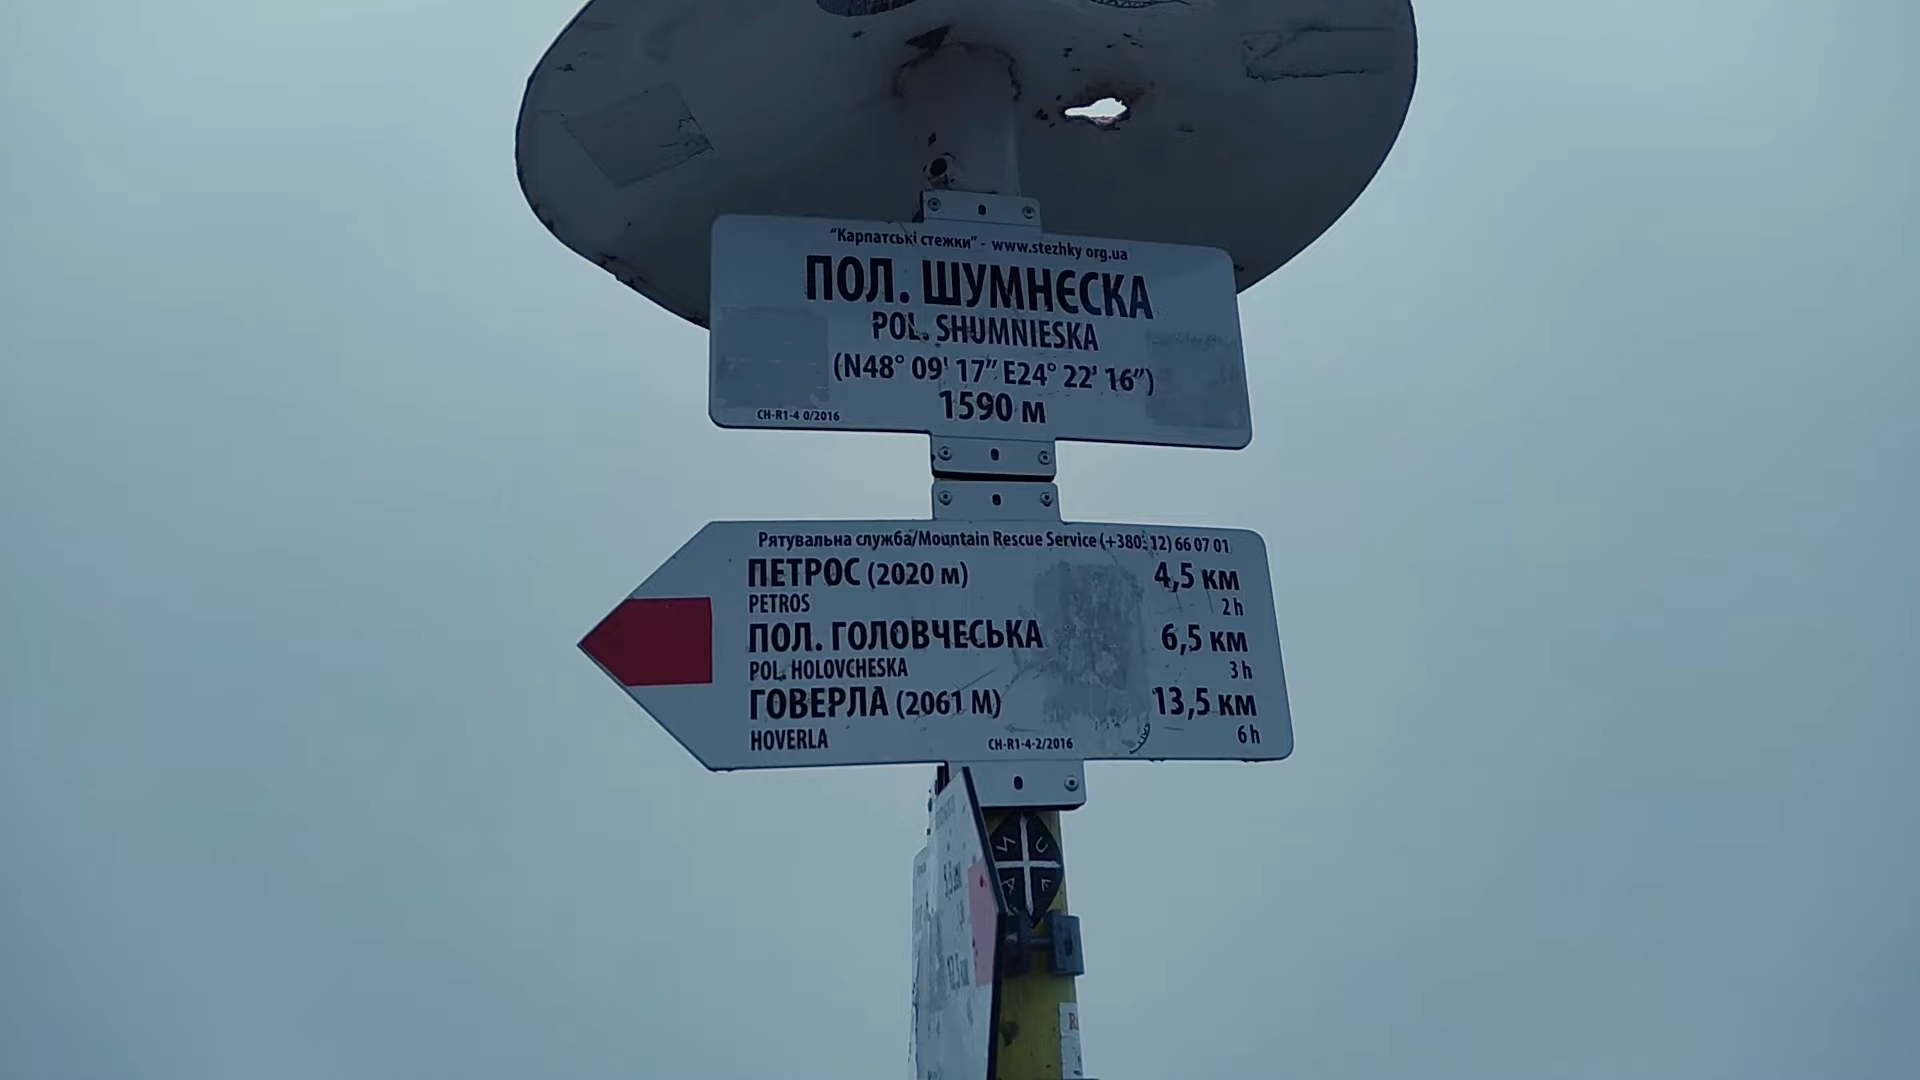 “Карпатські стежки” - www.stezhky org.ua
ПОЛ. ШУМНЄСКА
POL. SHUMNIESKA
(N48° 09' 17” E24° 22' 16”)
1590 м
CH-R1-4 0/2016
Рятувальна служба/Mountain Rescue Service (+380 12) 66 07 01
ПЕТРОС (2020 м) 4,5 км
PETROS 2 h
ПОЛ. ГОЛОВЧЕСЬКА 6,5 км
POL. HOLOVCHESKA 3 h
ГОВЕРЛА (2061 М) 13,5 км
HOVERLA 6 h
CH-R1-4-2/2016